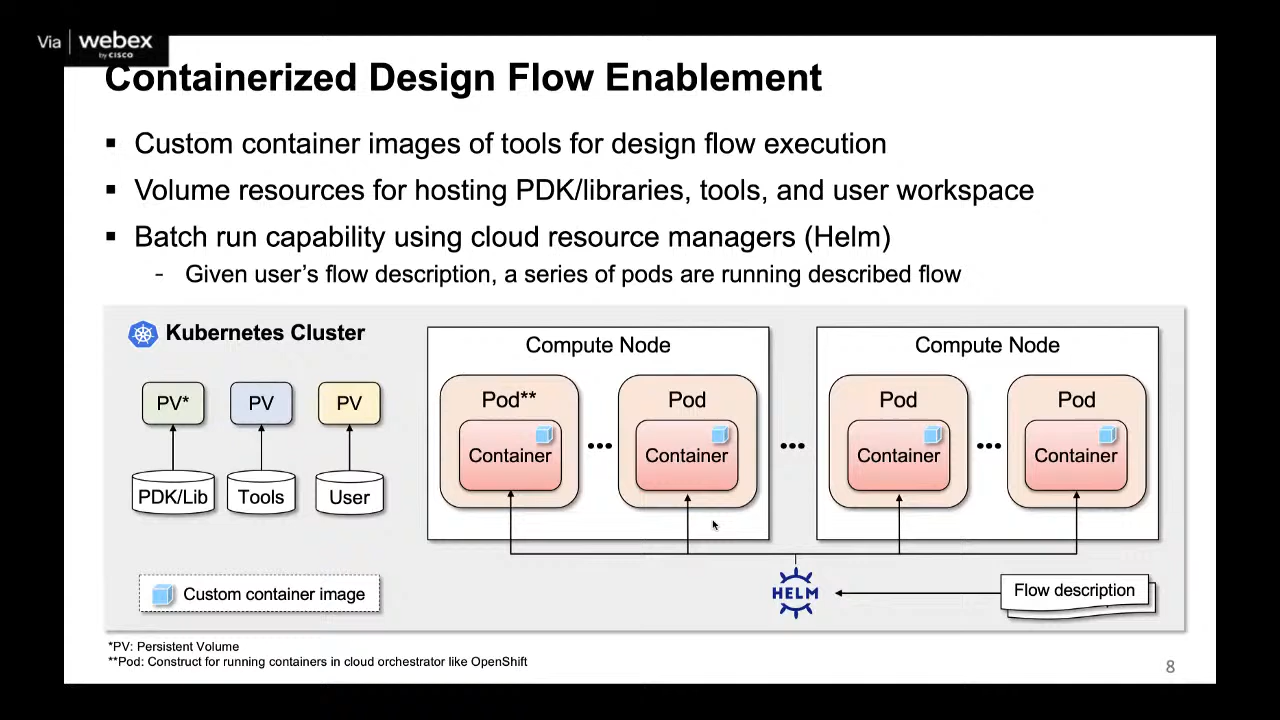 Via webex
by CISCO
Containerized Design Flow Enablement
▪ Custom container images of tools for design flow execution
▪ Volume resources for hosting PDK/libraries, tools, and user workspace
▪ Batch run capability using cloud resource managers (Helm)
- Given user's flow description, a series of pods are running described flow
Kubernetes Cluster
Compute Node
Compute Node
PV*
PV
PV
Pod**
Pod
Pod
Pod
Container
Container
Container
Container
•••
•••
•••
PDK/Lib
Tools
User
Custom container image
HELM
Flow description
*PV: Persistent Volume
**Pod: Construct for running containers in cloud orchestrator like OpenShift
8